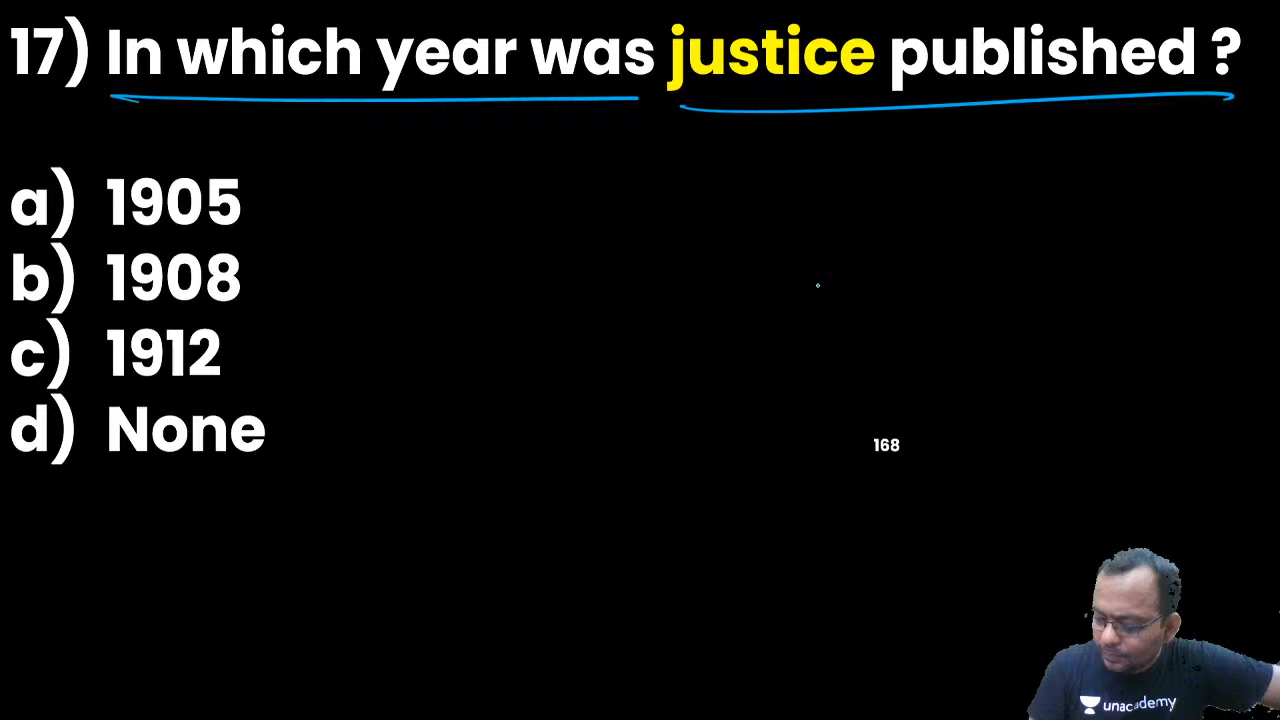 17) In which year was justice published ?
a) 1905
b) 1908
c) 1912
d) None
168
unacademy